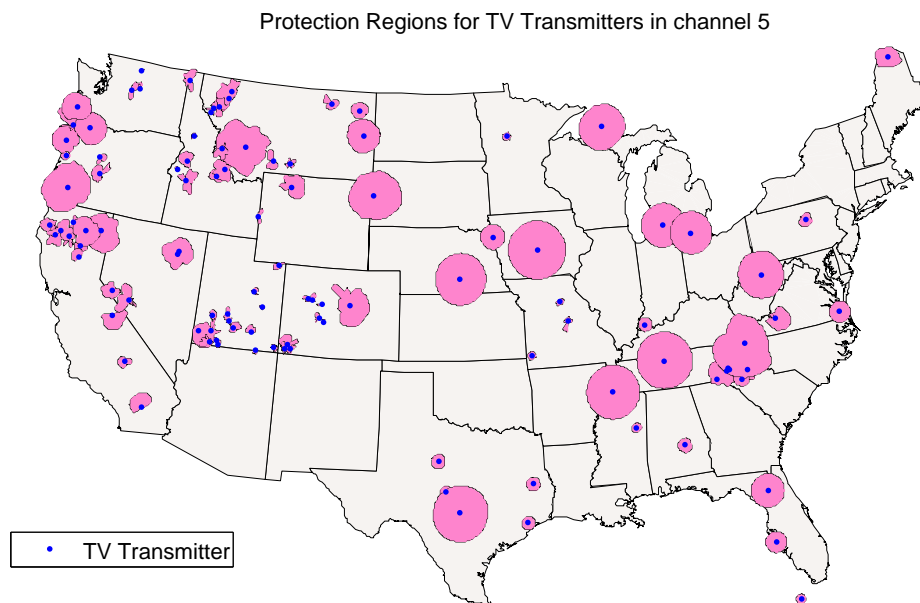 Protection Regions for TV Transmitters in channel 5
TV Transmitter